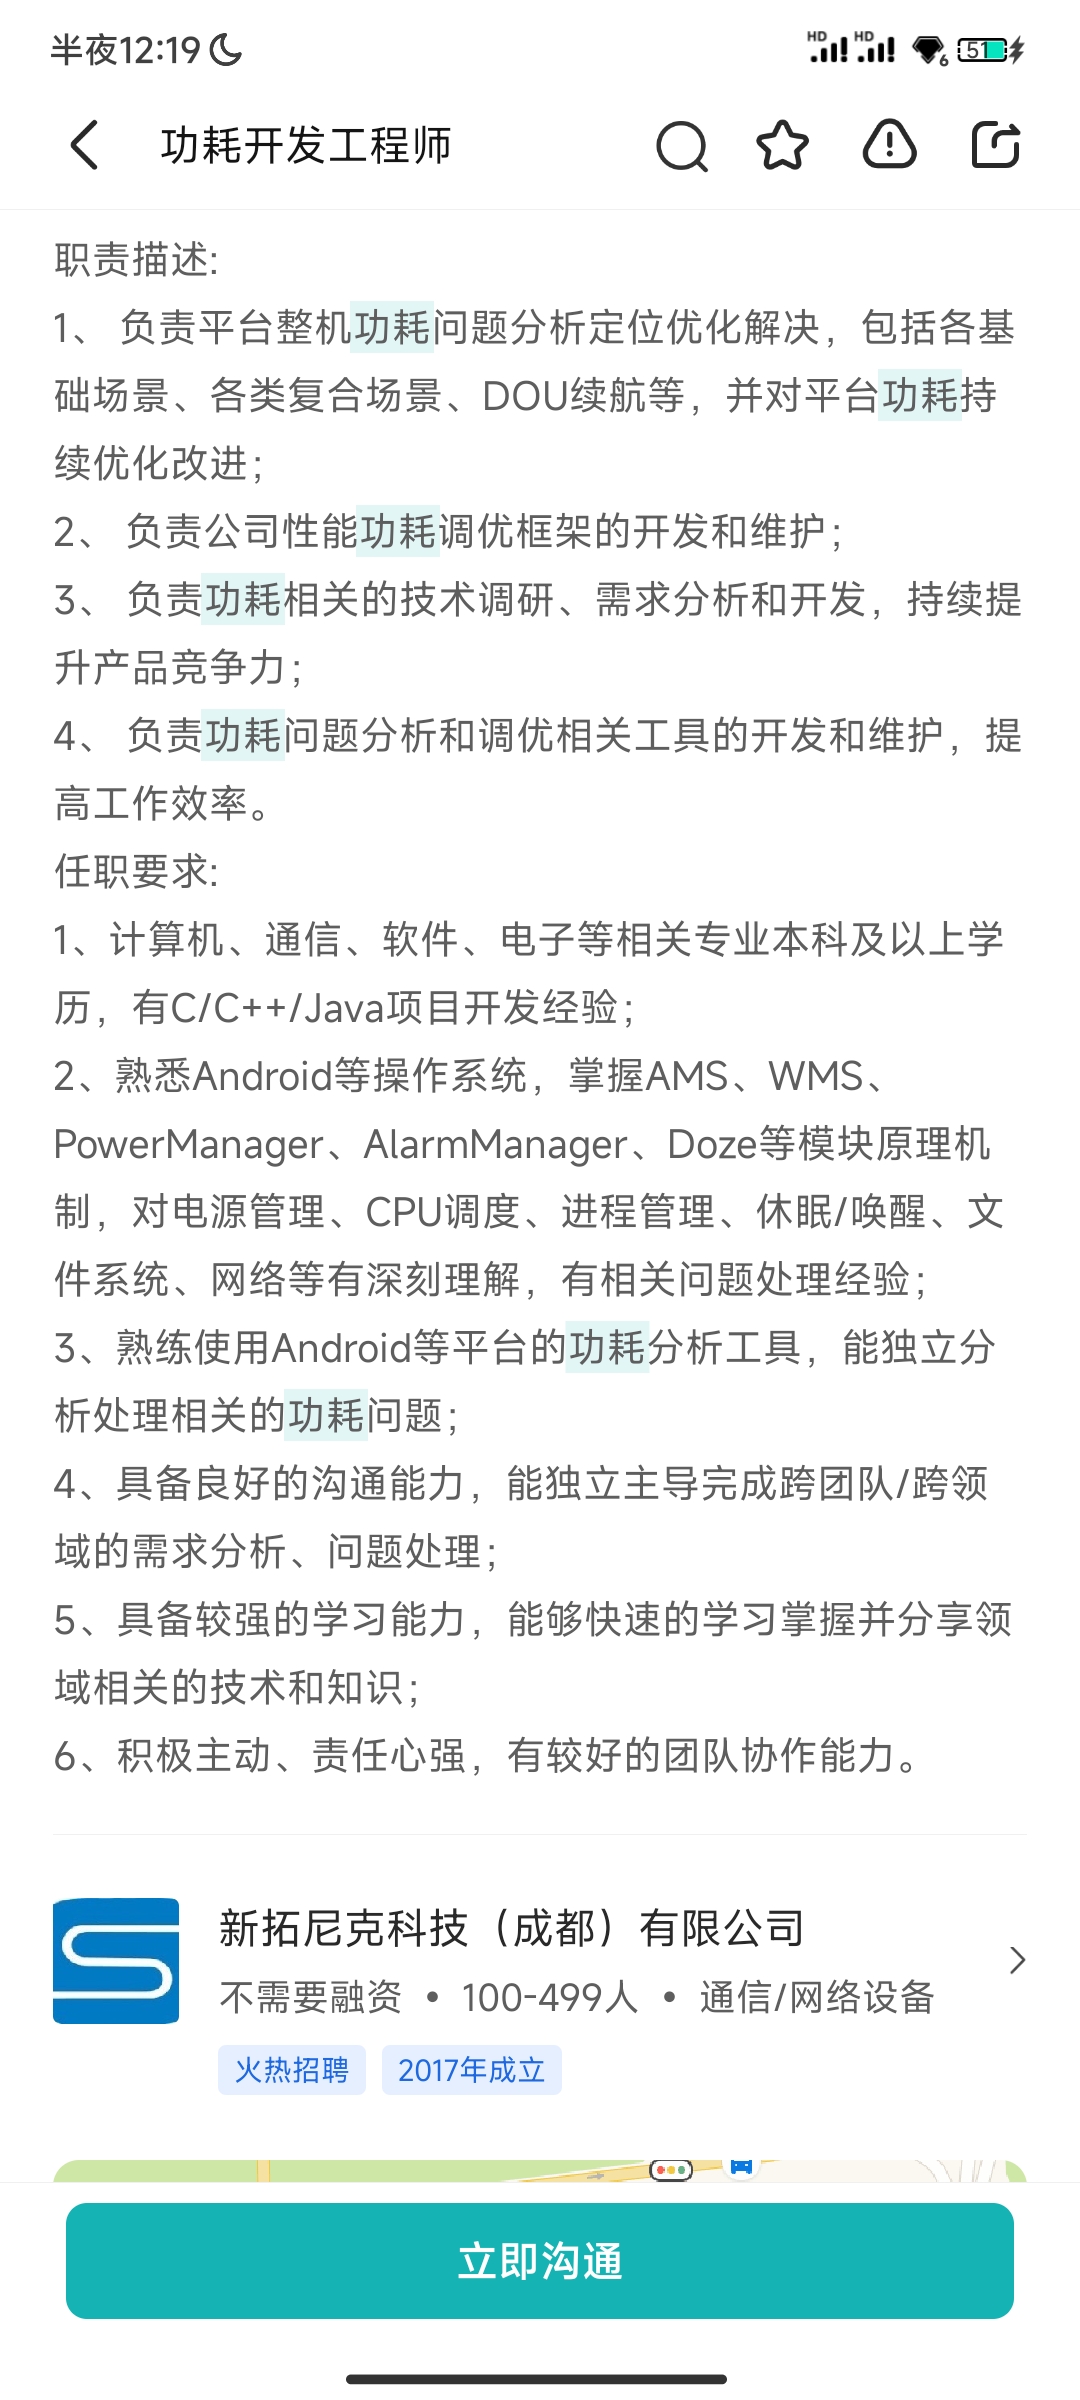 半夜12:19
HD HD 6 51
功耗开发工程师
职责描述:
1、 负责平台整机功耗问题分析定位优化解决，包括各基
础场景、各类复合场景、DOU续航等，并对平台功耗持
续优化改进；
2、 负责公司性能功耗调优框架的开发和维护；
3、 负责功耗相关的技术调研、需求分析和开发，持续提
升产品竞争力；
4、 负责功耗问题分析和调优相关工具的开发和维护，提
高工作效率。
任职要求:
1、计算机、通信、软件、电子等相关专业本科及以上学
历，有C/C++/Java项目开发经验；
2、熟悉Android等操作系统，掌握AMS、WMS、
PowerManager、AlarmManager、Doze等模块原理机
制，对电源管理、CPU调度、进程管理、休眠/唤醒、文
件系统、网络等有深刻理解，有相关问题处理经验；
3、熟练使用Android等平台的功耗分析工具，能独立分
析处理相关的功耗问题；
4、具备良好的沟通能力，能独立主导完成跨团队/跨领
域的需求分析、问题处理；
5、具备较强的学习能力，能够快速的学习掌握并分享领
域相关的技术和知识；
6、积极主动、责任心强，有较好的团队协作能力。
新拓尼克科技（成都）有限公司
不需要融资 • 100-499人 • 通信/网络设备
火热招聘 2017年成立
立即沟通